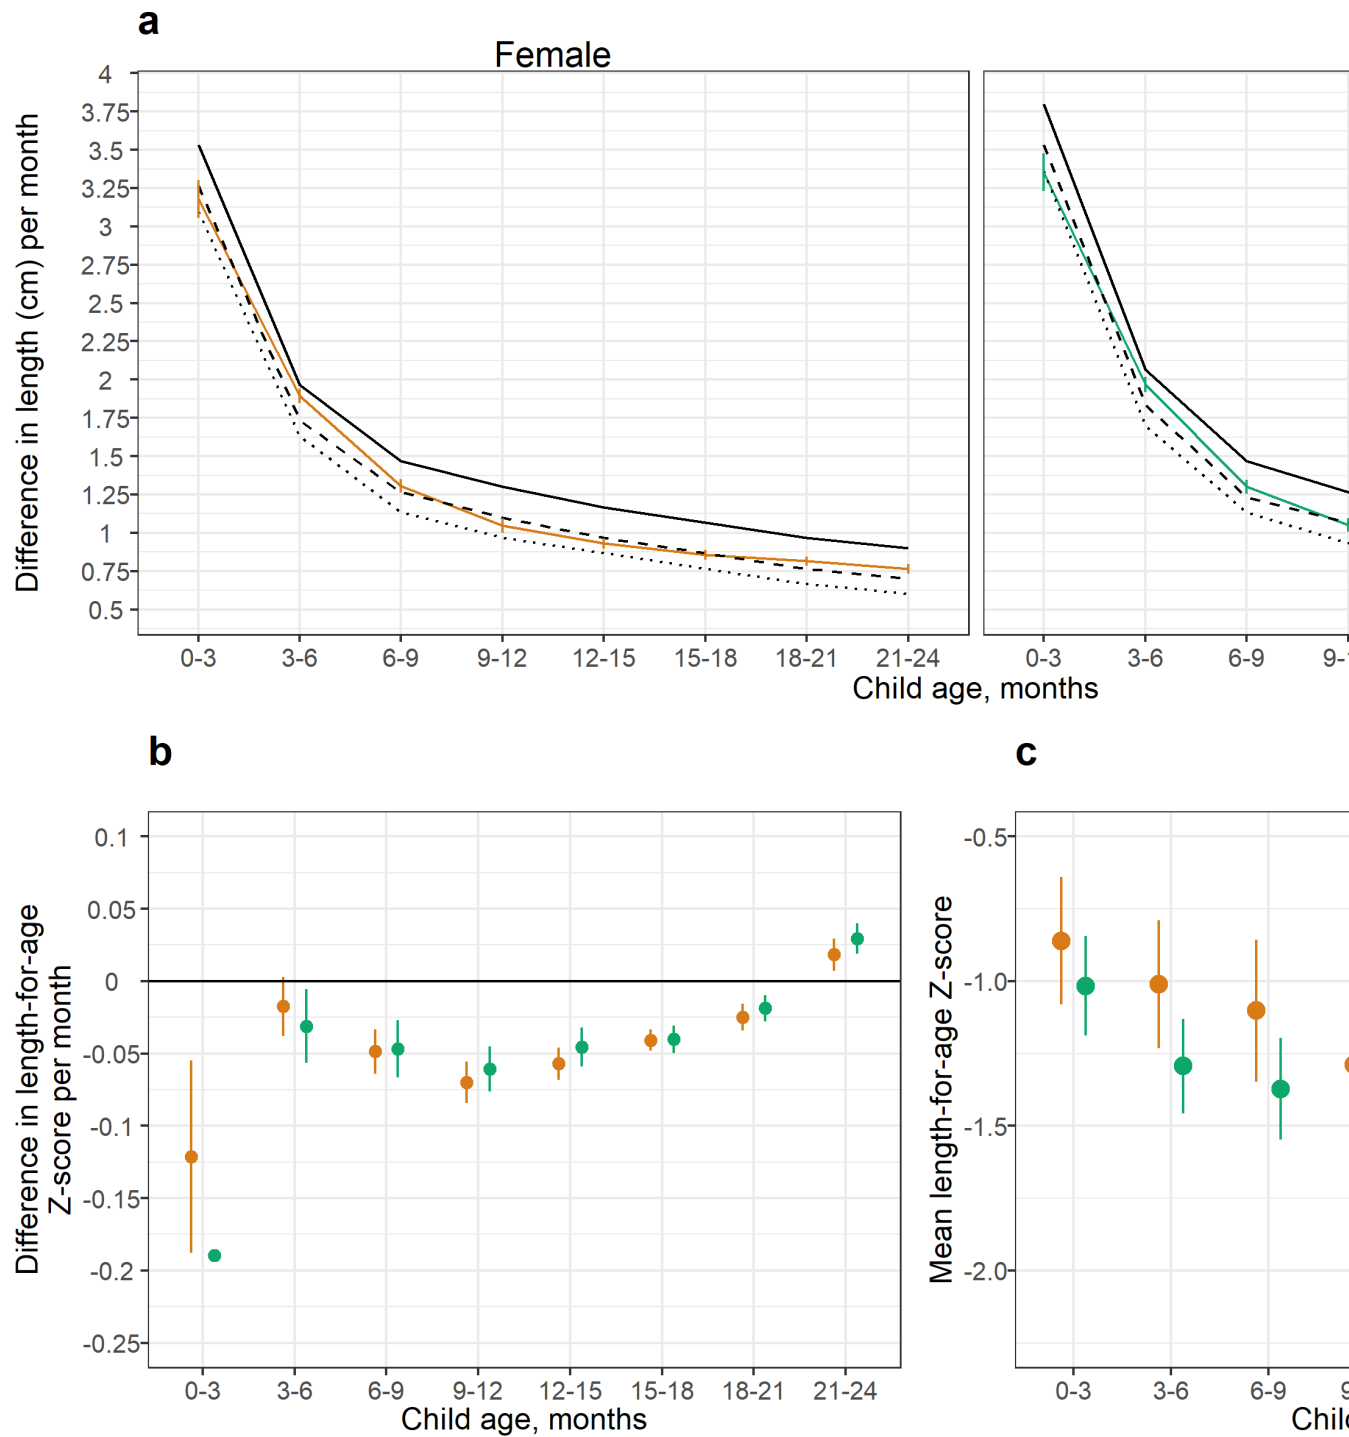 a
Female
Difference in length (cm) per month
4
3.75
3.5
3.25
3
2.75
2.5
2.25
2
1.75
1.5
1.25
1
0.75
0.5
0-3 3-6 6-9 9-12 12-15 15-18 18-21 21-24
0-3 3-6 6-9 9-
Child age, months
b
Difference in length-for-age
Z-score per month
0.1
0.05
0
-0.05
-0.1
-0.15
-0.2
-0.25
0-3 3-6 6-9 9-12 12-15 15-18 18-21 21-24
Child age, months
c
Mean length-for-age Z-score
-0.5
-1.0
-1.5
-2.0
0-3 3-6 6-9 9
Chil